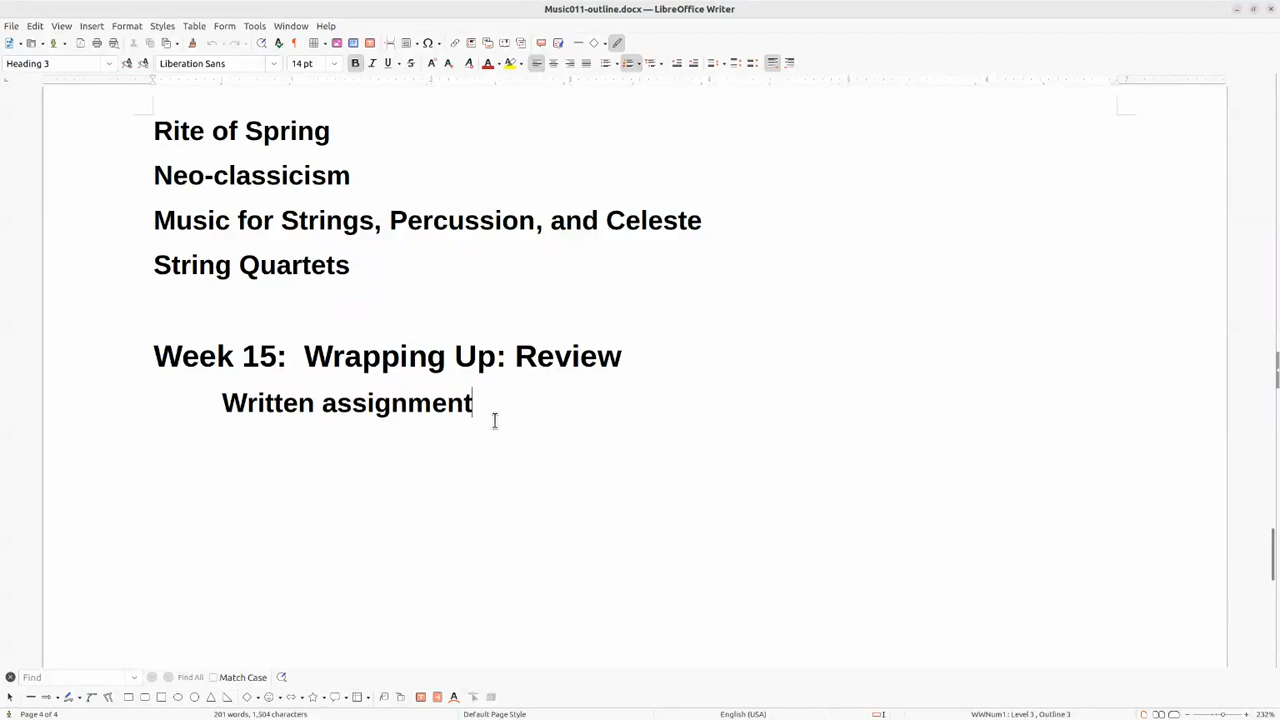 Music011-outline.docx — LibreOffice Writer
File Edit View Insert Format Styles Table Form Tools Window Help
Heading 3 Liberation Sans 14 pt
Rite of Spring
Neo-classicism
Music for Strings, Percussion, and Celeste
String Quartets
Week 15:  Wrapping Up: Review
Written assignment
Find Find All Match Case
Page 4 of 4 201 words, 1,504 characters Default Page Style English (USA) WWNum1 : Level 3 , Outline 3 232%